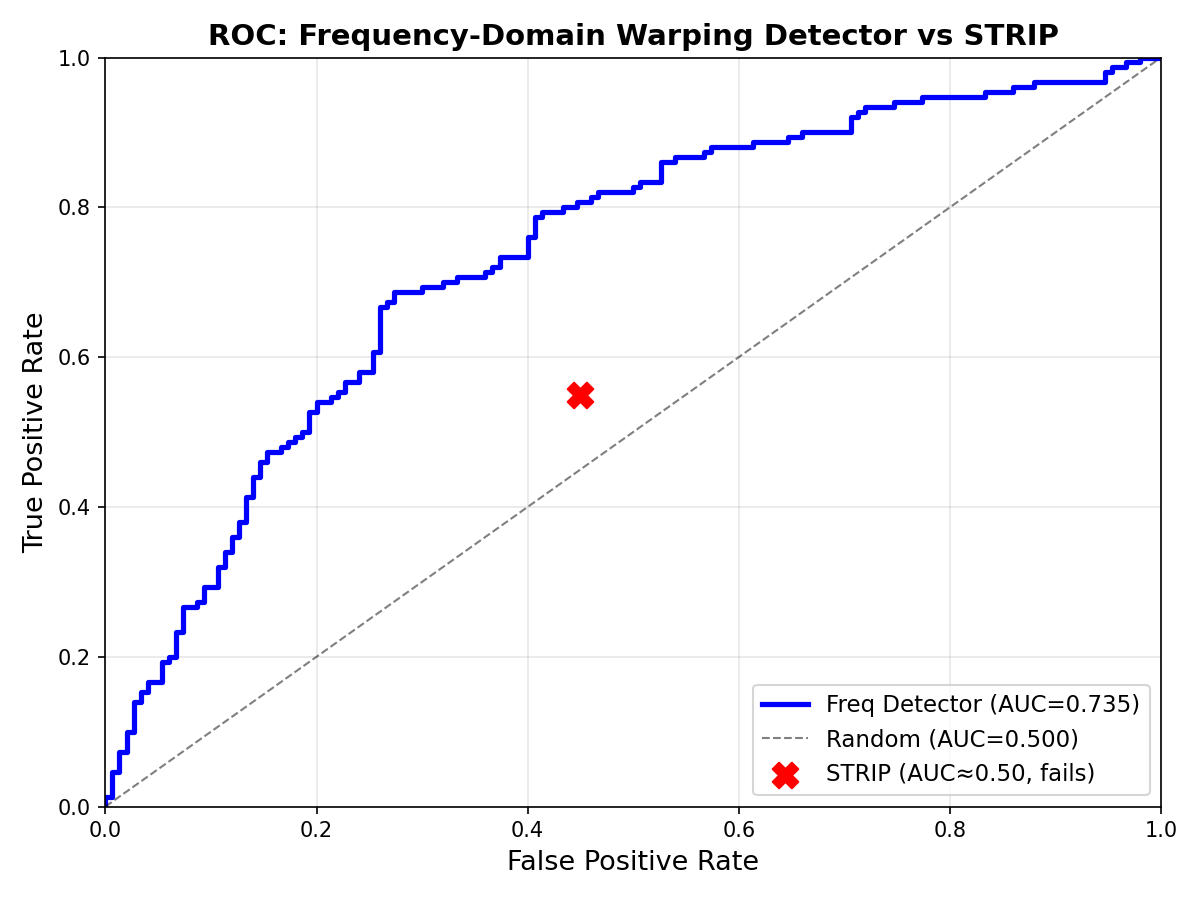 ROC: Frequency-Domain Warping Detector vs STRIP
True Positive Rate
1.0
0.8
0.6
0.4
0.2
0.0
0.0 0.2 0.4 0.6 0.8 1.0
False Positive Rate
Freq Detector (AUC=0.735)
Random (AUC=0.500)
STRIP (AUC≈0.50, fails)